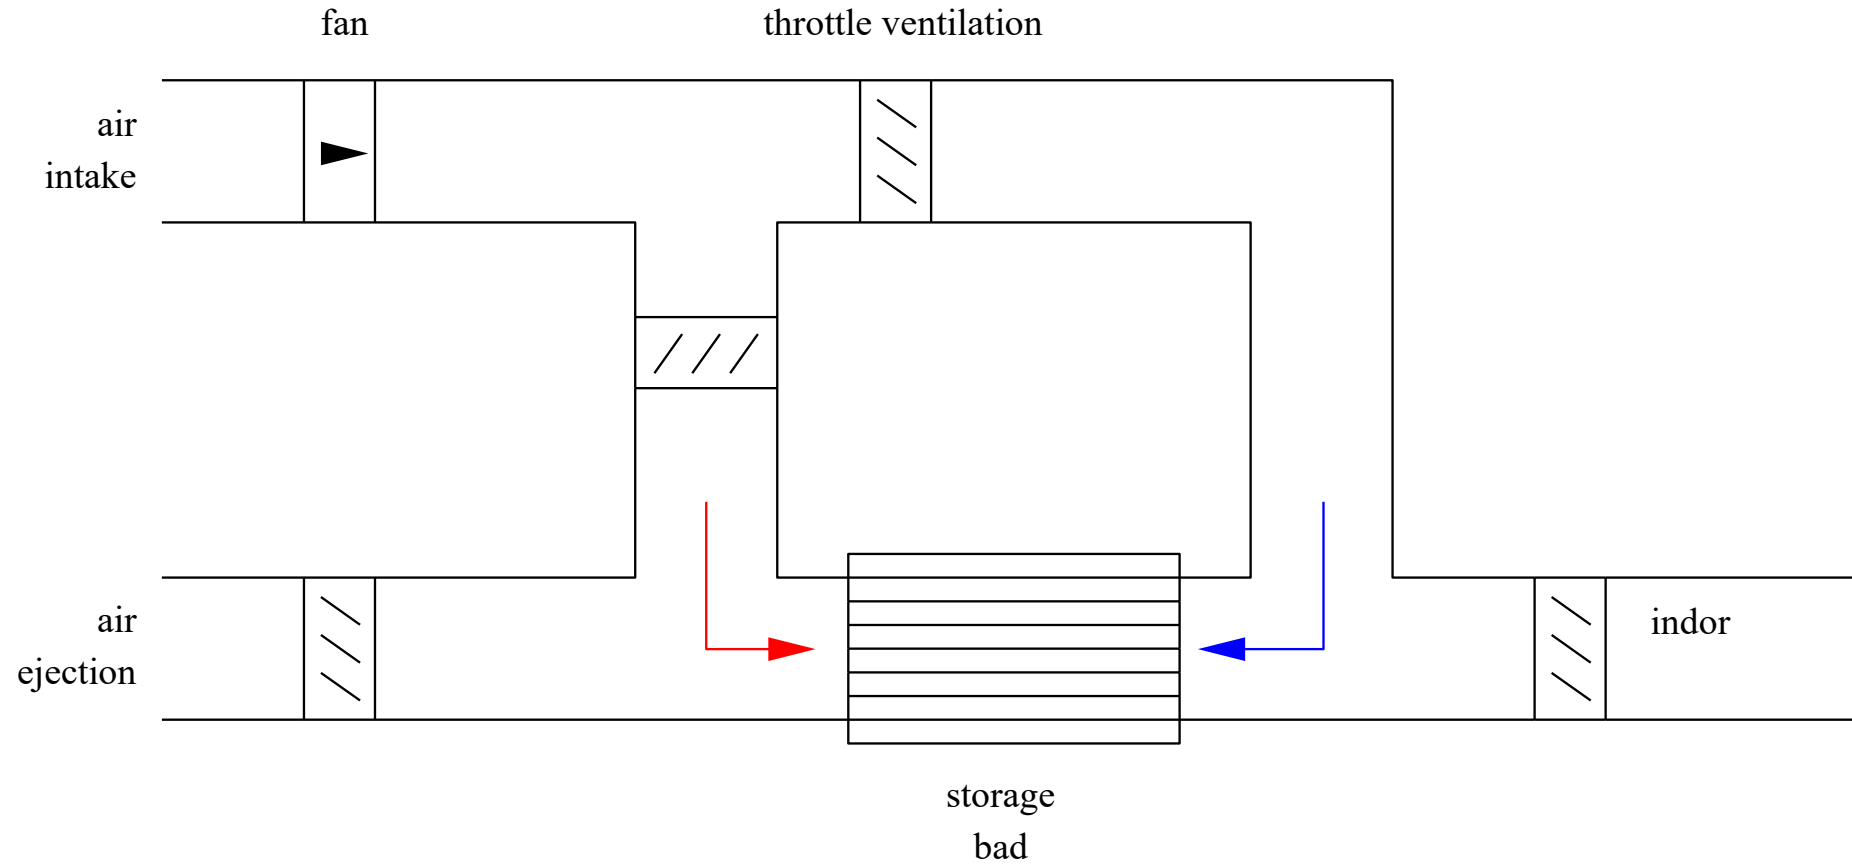 fan
throttle ventilation
air
intake
air
ejection
indor
storage
bad